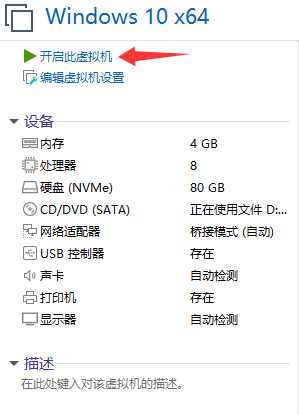 Windows 10 x64
开启此虚拟机
编辑虚拟机设置
设备
内存 4 GB
处理器 8
硬盘 (NVMe) 80 GB
CD/DVD (SATA) 正在使用文件 D:...
网络适配器 桥接模式 (自动)
USB 控制器 存在
声卡 自动检测
打印机 存在
显示器 自动检测
描述
在此处键入对该虚拟机的描述。